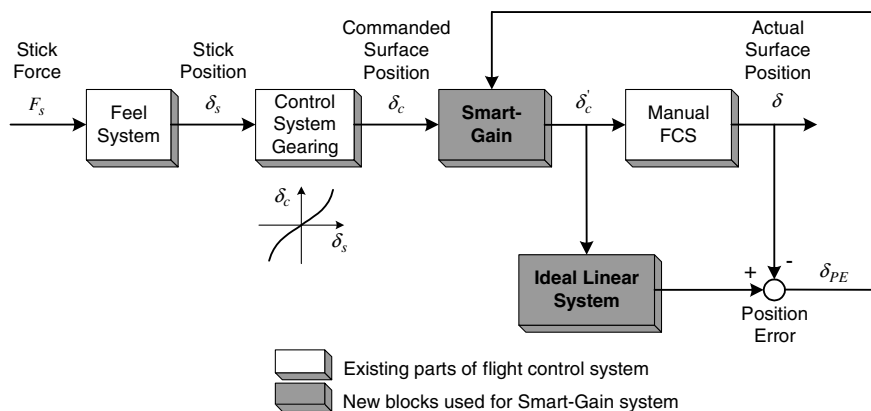 Stick
Force
F_s
Feel
System
Stick
Position
δ_s
Control
System
Gearing
δ_c
δ_s
Commanded
Surface
Position
δ_c
Smart-
Gain
δ_c'
Manual
FCS
Actual
Surface
Position
δ
Ideal Linear
System
+
-
δ_PE
Position
Error
Existing parts of flight control system
New blocks used for Smart-Gain system